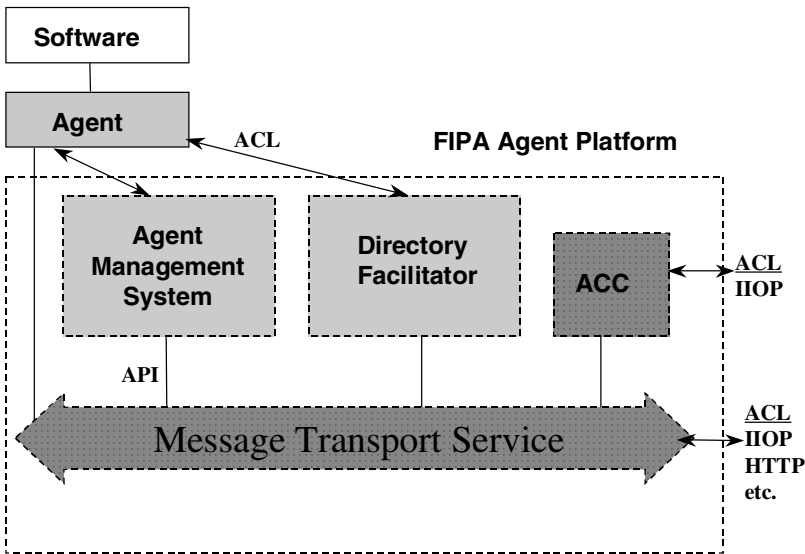 Software
Agent
ACL
FIPA Agent Platform
Agent
Management
System
Directory
Facilitator
ACC
ACL
IIOP
API
Message Transport Service
ACL
IIOP
HTTP
etc.